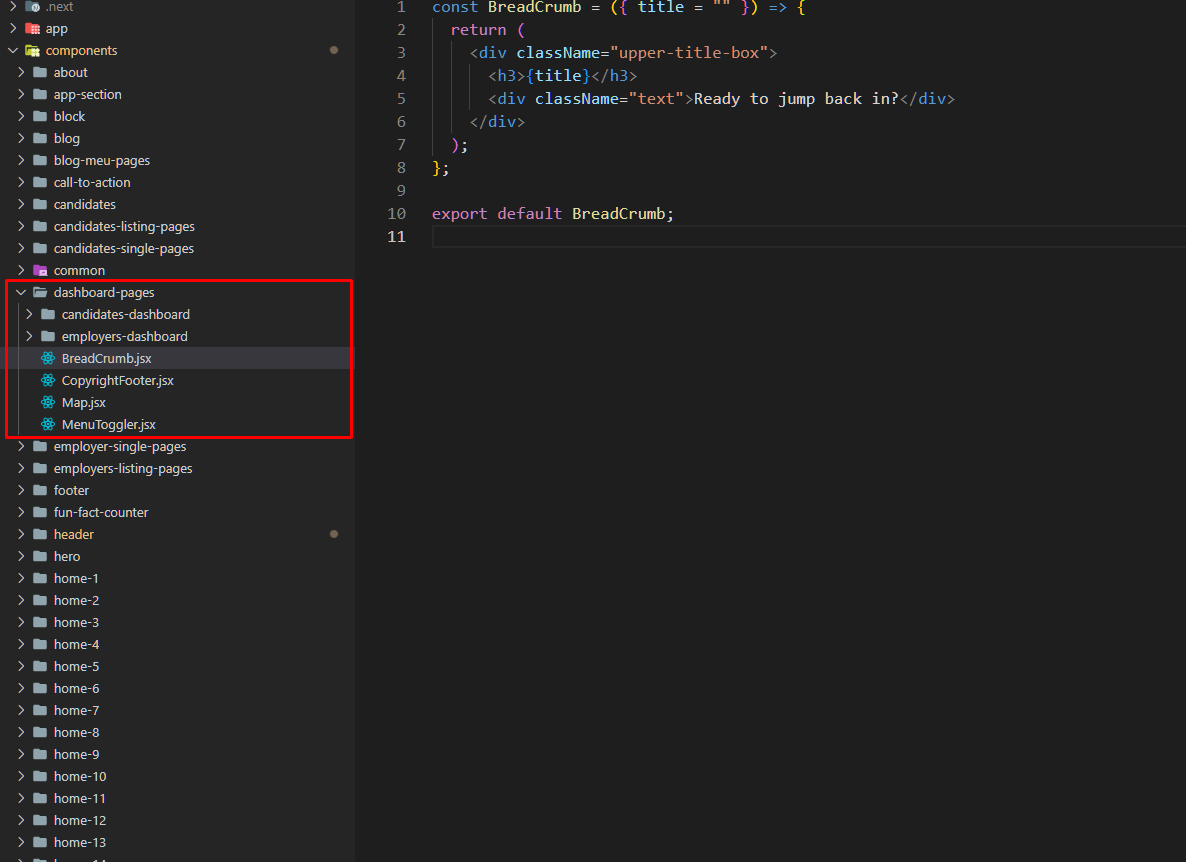 .next
app
components
about
app-section
block
blog
blog-meu-pages
call-to-action
candidates
candidates-listing-pages
candidates-single-pages
common
dashboard-pages
candidates-dashboard
employers-dashboard
BreadCrumb.jsx
CopyrightFooter.jsx
Map.jsx
MenuToggler.jsx
employer-single-pages
employers-listing-pages
footer
fun-fact-counter
header
hero
home-1
home-2
home-3
home-4
home-5
home-6
home-7
home-8
home-9
home-10
home-11
home-12
home-13
1 const BreadCrumb = ({ title = "" }) => {
2 return (
3 <div className="upper-title-box">
4 <h3>{title}</h3>
5 <div className="text">Ready to jump back in?</div>
6 </div>
7 );
8 };
9
10 export default BreadCrumb;
11